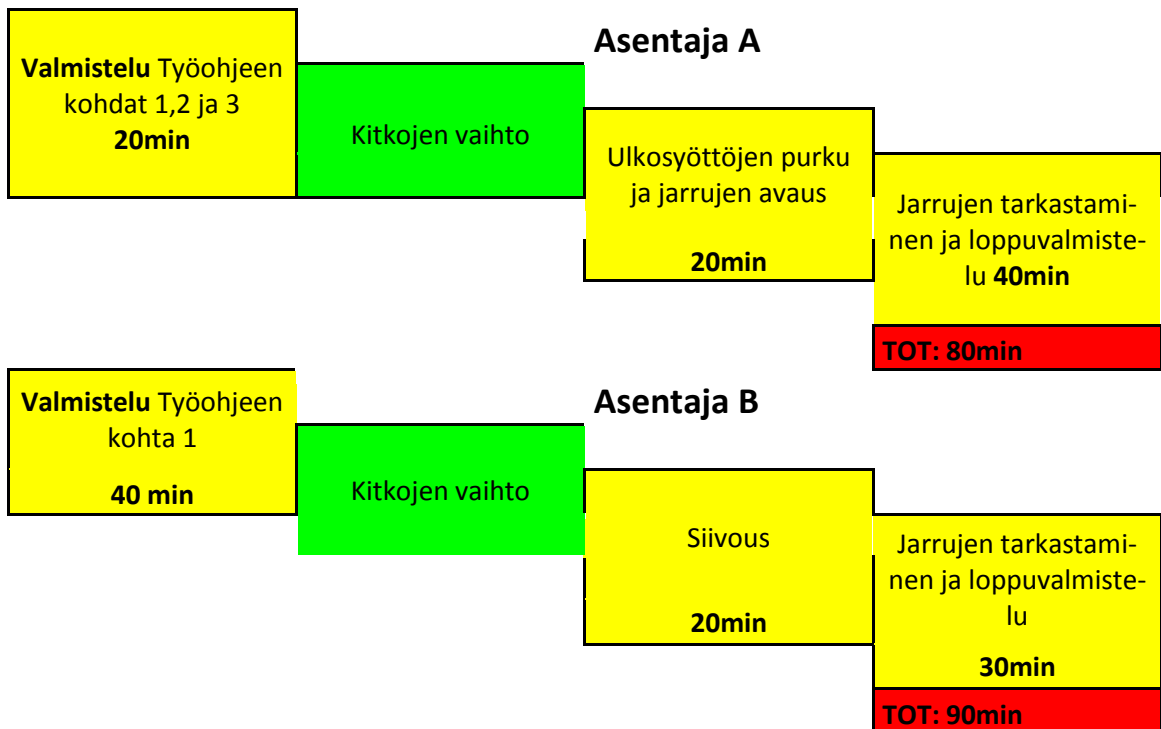 Asentaja A
Valmistelu Työohjeen
kohdat 1,2 ja 3
20min
Kitkojen vaihto
Ulkosyöttöjen purku
ja jarrujen avaus
20min
Jarrujen tarkastami-
nen ja loppuvalmiste-
lu 40min
TOT: 80min
Asentaja B
Valmistelu Työohjeen
kohta 1
40 min
Kitkojen vaihto
Siivous
20min
Jarrujen tarkastami-
nen ja loppuvalmiste-
lu
30min
TOT: 90min